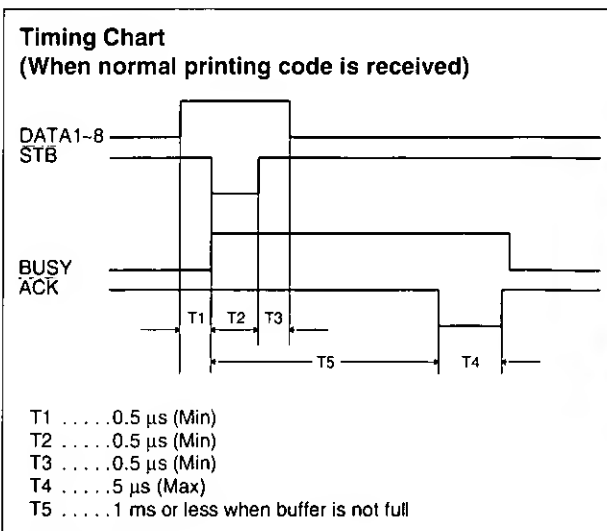 Timing Chart
(When normal printing code is received)
DATA1~8
STB
BUSY
ACK
T1 T2 T3
T5 T4
T1 .....0.5 µs (Min)
T2 .....0.5 µs (Min)
T3 .....0.5 µs (Min)
T4 .....5 µs (Max)
T5 .....1 ms or less when buffer is not full